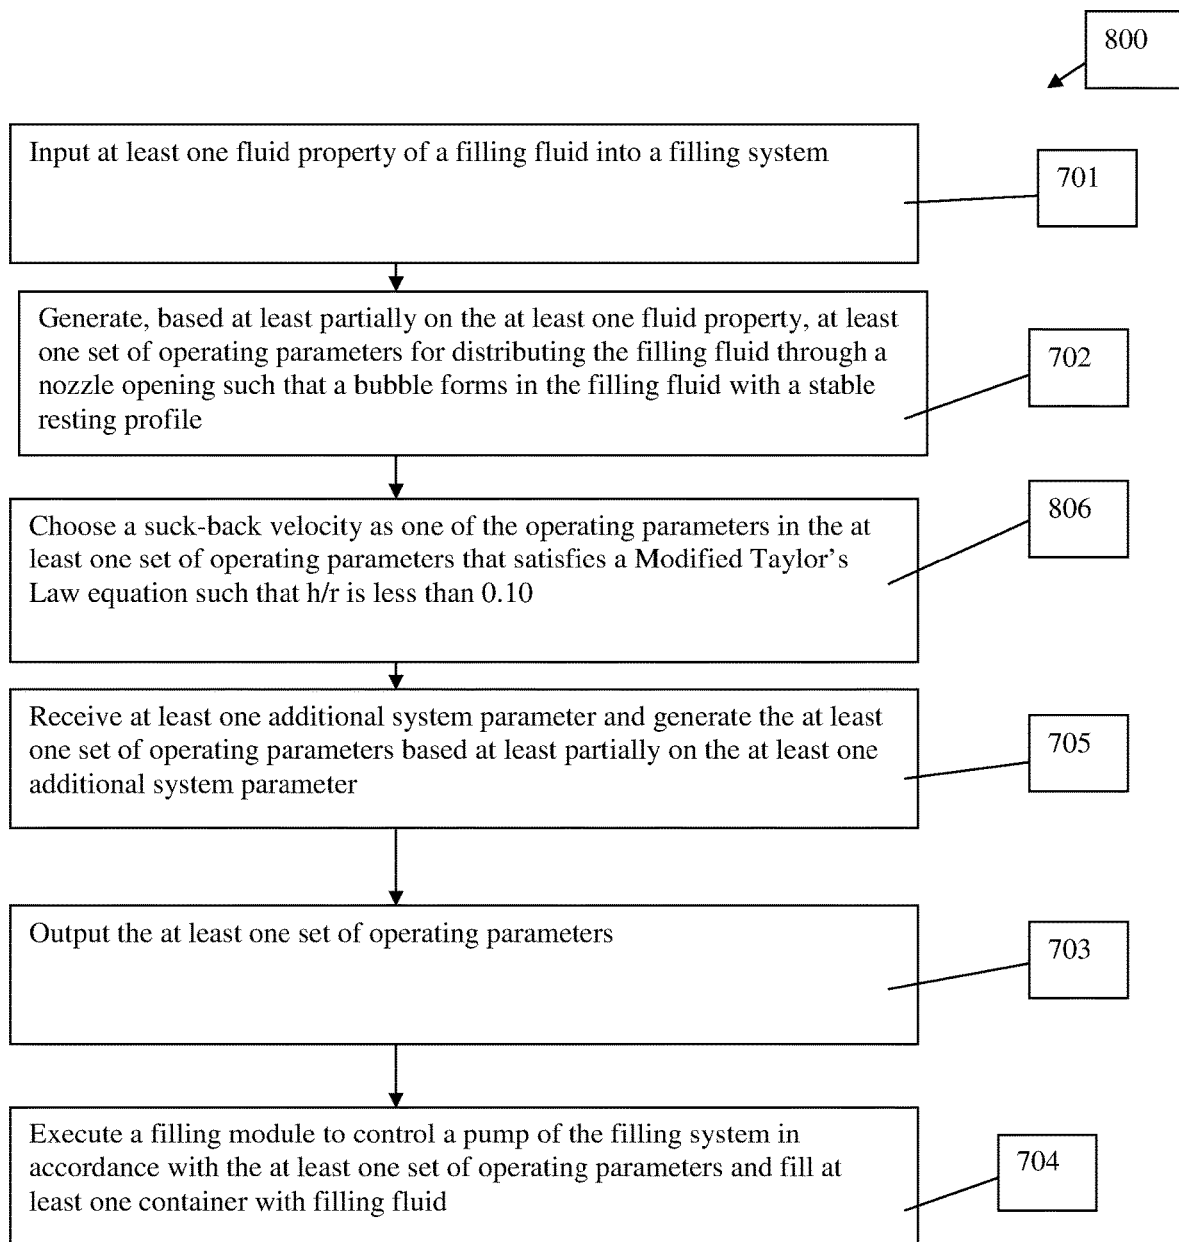 800
Input at least one fluid property of a filling fluid into a filling system
701
Generate, based at least partially on the at least one fluid property, at least
one set of operating parameters for distributing the filling fluid through a
nozzle opening such that a bubble forms in the filling fluid with a stable
resting profile
702
Choose a suck-back velocity as one of the operating parameters in the at
least one set of operating parameters that satisfies a Modified Taylor's
Law equation such that h/r is less than 0.10
806
Receive at least one additional system parameter and generate the at least
one set of operating parameters based at least partially on the at least one
additional system parameter
705
Output the at least one set of operating parameters
703
Execute a filling module to control a pump of the filling system in
accordance with the at least one set of operating parameters and fill at
least one container with filling fluid
704